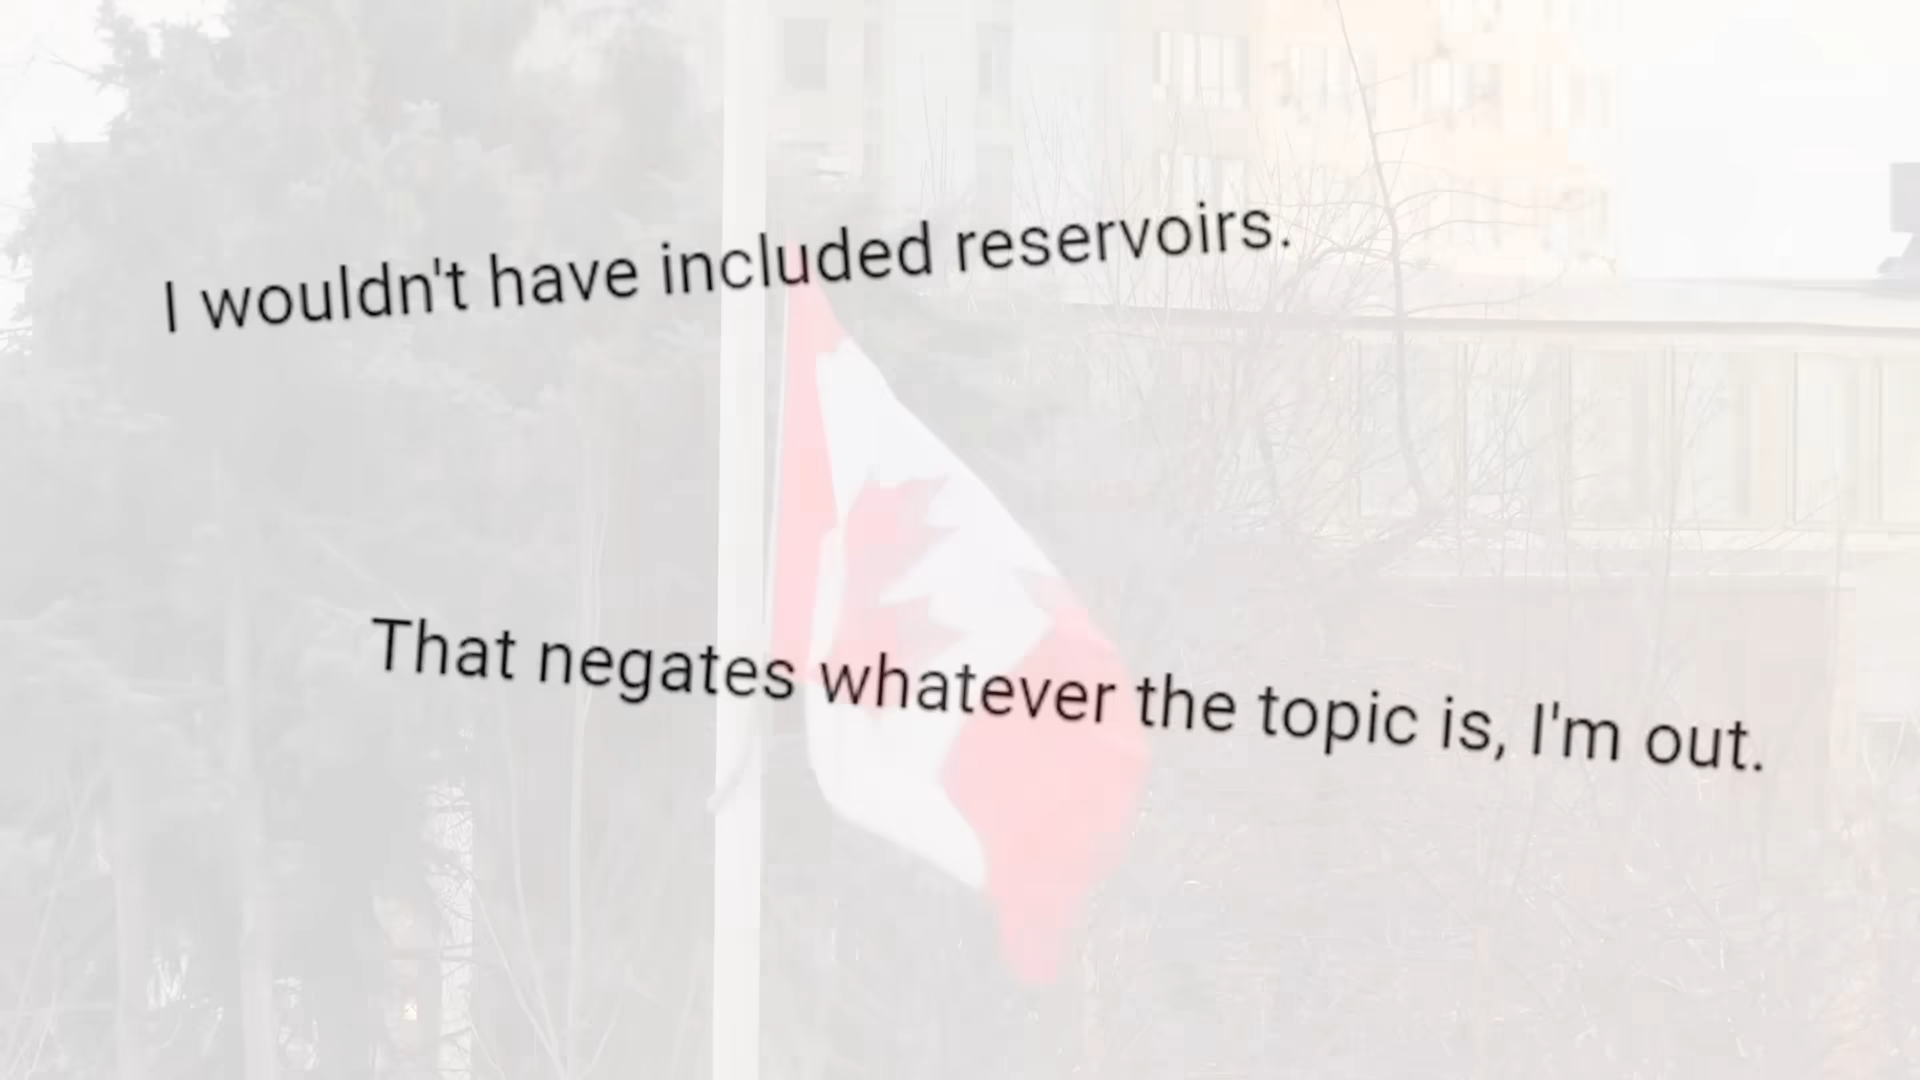 I wouldn't have included reservoirs.
That negates whatever the topic is, I'm out.